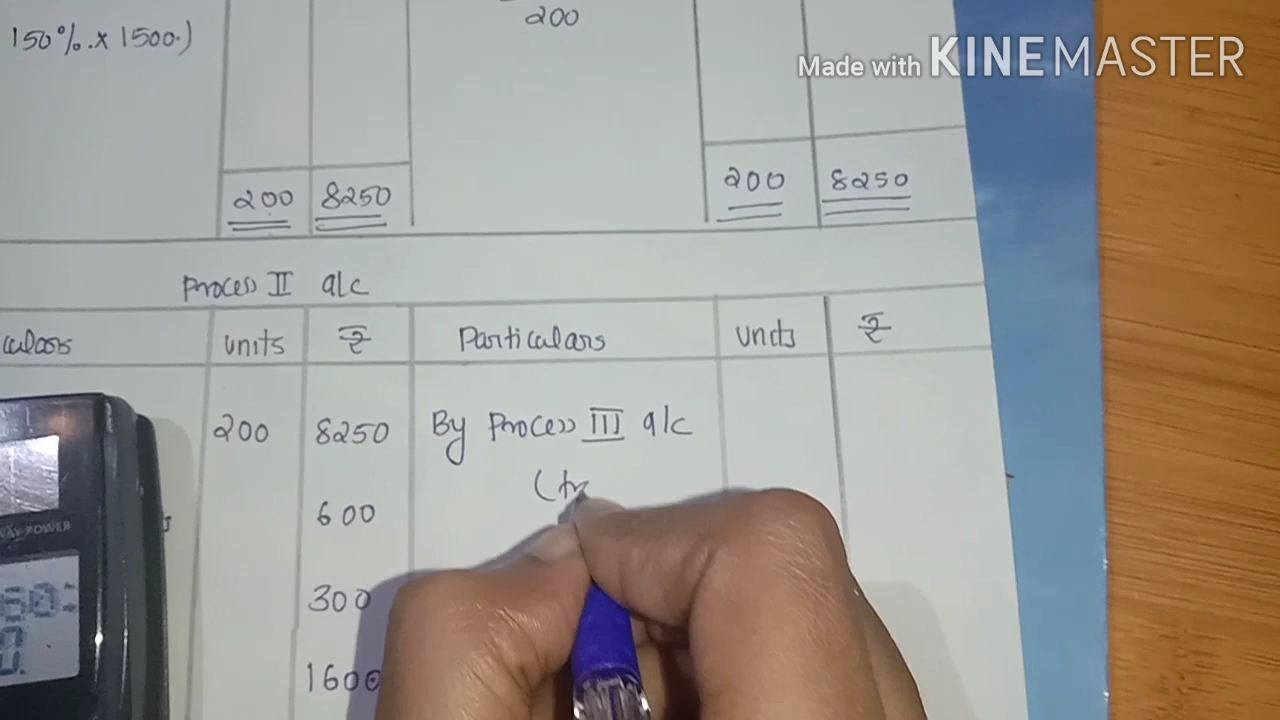 150% x 1500.)
200
Made with KINEMASTER
200 8250
200 8250
Process II a/c
culars units ₹ Particulars units ₹
200 8250 By Process III a/c
(tr
600
300
1600